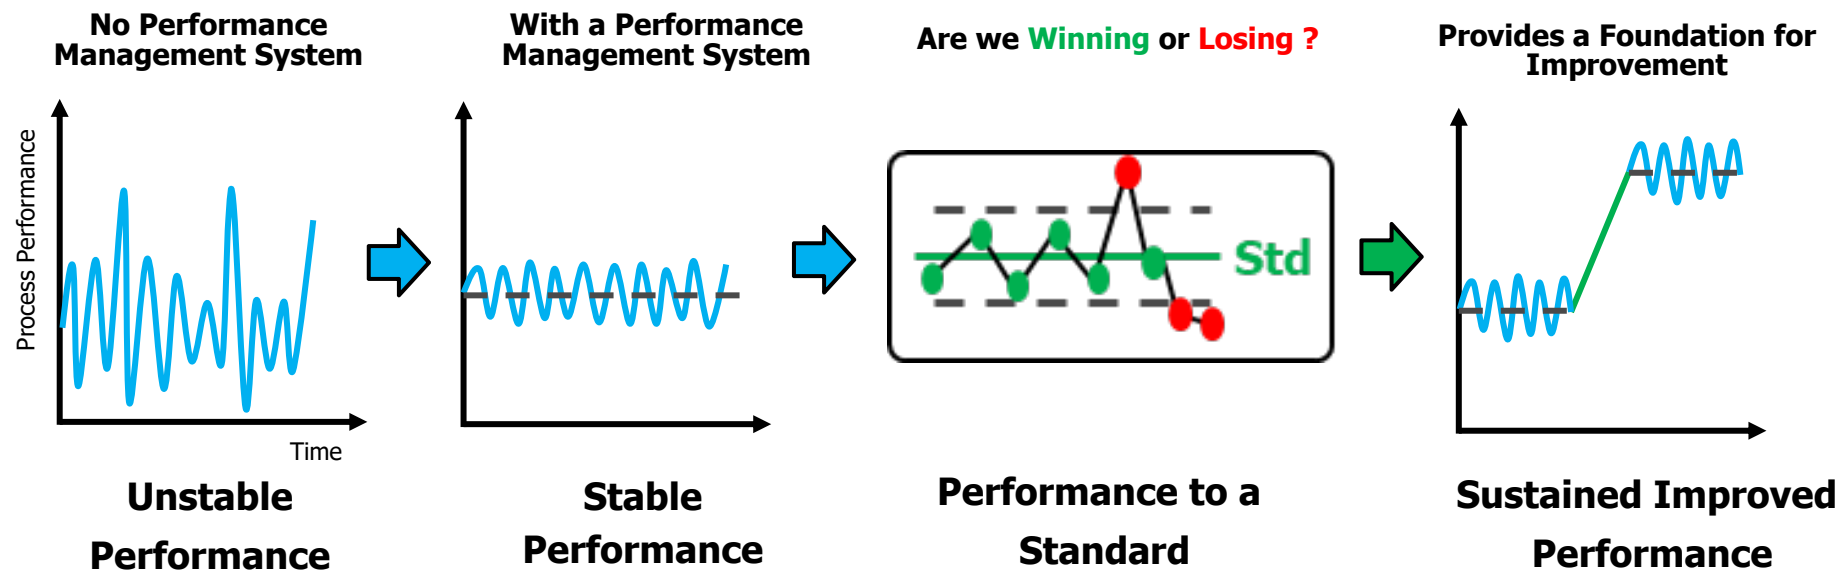 No Performance
Management System
With a Performance
Management System
Are we Winning or Losing ?
Provides a Foundation for
Improvement
Process Performance
Time
Std
Unstable
Performance
Stable
Performance
Performance to a
Standard
Sustained Improved
Performance